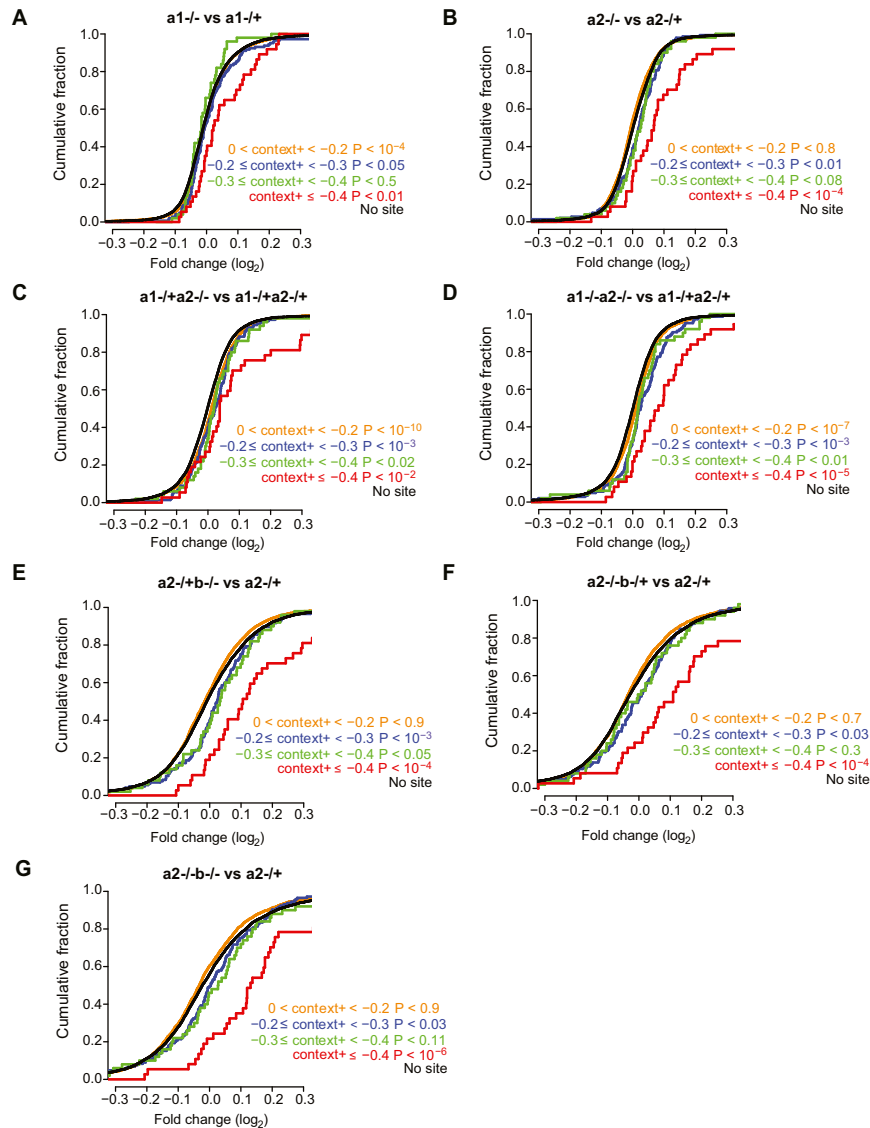 A
a1-/- vs a1-/+
Cumulative fraction
1.0
0.8
0.6
0.4
0.2
0.0
0 < context+ < −0.2 P < 10⁻⁴
−0.2 ≤ context+ < −0.3 P < 0.05
−0.3 ≤ context+ < −0.4 P < 0.5
context+ ≤ −0.4 P < 0.01
No site
−0.3 −0.2 −0.1 0.0 0.1 0.2 0.3
Fold change (log₂)
B
a2-/- vs a2-/+
Cumulative fraction
1.0
0.8
0.6
0.4
0.2
0.0
0 < context+ < −0.2 P < 0.8
−0.2 ≤ context+ < −0.3 P < 0.01
−0.3 ≤ context+ < −0.4 P < 0.08
context+ ≤ −0.4 P < 10⁻⁴
No site
−0.3 −0.2 −0.1 0.0 0.1 0.2 0.3
Fold change (log₂)
C
a1-/+a2-/- vs a1-/+a2-/+
Cumulative fraction
1.0
0.8
0.6
0.4
0.2
0.0
0 < context+ < −0.2 P < 10⁻¹⁰
−0.2 ≤ context+ < −0.3 P < 10⁻³
−0.3 ≤ context+ < −0.4 P < 0.02
context+ ≤ −0.4 P < 10⁻²
No site
−0.3 −0.2 −0.1 0.0 0.1 0.2 0.3
Fold change (log₂)
D
a1-/-a2-/- vs a1-/+a2-/+
Cumulative fraction
1.0
0.8
0.6
0.4
0.2
0.0
0 < context+ < −0.2 P < 10⁻⁷
−0.2 ≤ context+ < −0.3 P < 10⁻³
−0.3 ≤ context+ < −0.4 P < 0.01
context+ ≤ −0.4 P < 10⁻⁵
No site
−0.3 −0.2 −0.1 0.0 0.1 0.2 0.3
Fold change (log₂)
E
a2-/+b-/- vs a2-/+
Cumulative fraction
1.0
0.8
0.6
0.4
0.2
0.0
0 < context+ < −0.2 P < 0.9
−0.2 ≤ context+ < −0.3 P < 10⁻³
−0.3 ≤ context+ < −0.4 P < 0.05
context+ ≤ −0.4 P < 10⁻⁴
No site
−0.3 −0.2 −0.1 0.0 0.1 0.2 0.3
Fold change (log₂)
F
a2-/-b-/+ vs a2-/+
Cumulative fraction
1.0
0.8
0.6
0.4
0.2
0.0
0 < context+ < −0.2 P < 0.7
−0.2 ≤ context+ < −0.3 P < 0.03
−0.3 ≤ context+ < −0.4 P < 0.3
context+ ≤ −0.4 P < 10⁻⁴
No site
−0.3 −0.2 −0.1 0.0 0.1 0.2 0.3
Fold change (log₂)
G
a2-/-b-/- vs a2-/+
Cumulative fraction
1.0
0.8
0.6
0.4
0.2
0.0
0 < context+ < −0.2 P < 0.9
−0.2 ≤ context+ < −0.3 P < 0.03
−0.3 ≤ context+ < −0.4 P < 0.11
context+ ≤ −0.4 P < 10⁻⁶
No site
−0.3 −0.2 −0.1 0.0 0.1 0.2 0.3
Fold change (log₂)